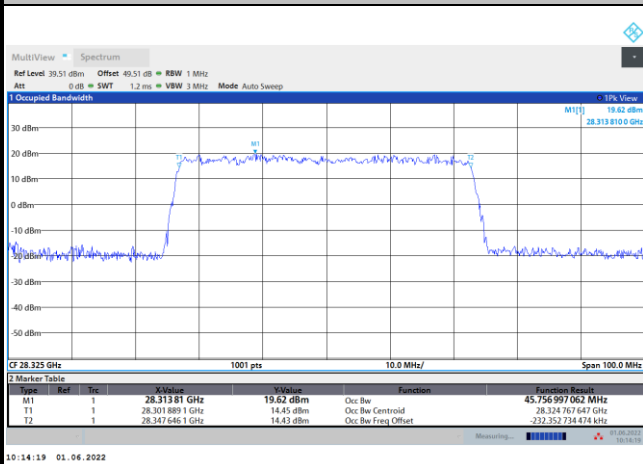 MultiView Spectrum
Ref Level 39.51 dBm Offset 49.51 dB RBW 1 MHz
Att 0 dB SWT 1.2 ms VBW 3 MHz Mode Auto Sweep
1 Occupied Bandwidth 1Pk View
M1[1] 19.62 dBm
28.313 810 0 GHz
30 dBm
M1
20 dBm
T1 T2
10 dBm
0 dBm
-10 dBm
-20 dBm
-30 dBm
-40 dBm
-50 dBm
CF 28.325 GHz 1001 pts 10.0 MHz/ Span 100.0 MHz
2 Marker Table
Type Ref Trc X-Value Y-Value Function Function Result
M1 1 28.313 81 GHz 19.62 dBm Occ Bw 45.756 997 062 MHz
T1 1 28.301 889 1 GHz 14.45 dBm Occ Bw Centroid 28.324 767 647 GHz
T2 1 28.347 646 1 GHz 14.43 dBm Occ Bw Freq Offset -232.352 734 474 kHz
Measuring... 01.06.2022
10:14:19
10:14:19 01.06.2022